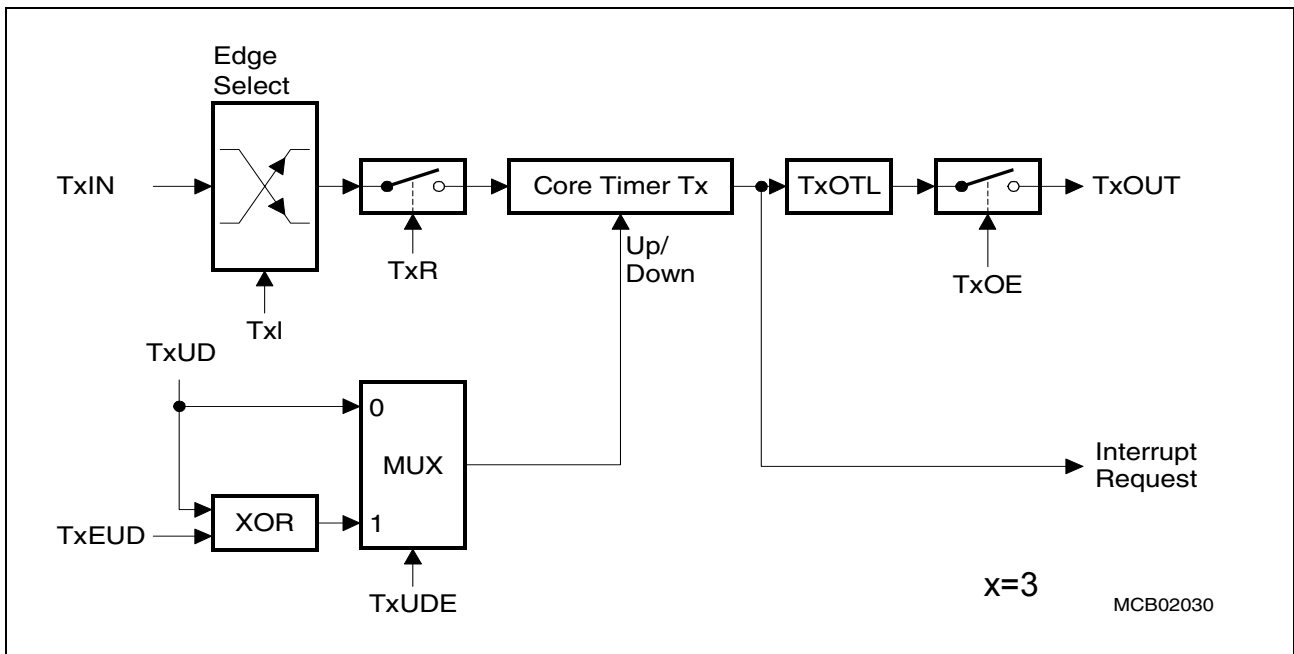 Edge
Select
TxIN
Core Timer Tx
TxOTL
TxOUT
TxR
Up/
Down
TxOE
TxI
TxUD
0
MUX
Interrupt
Request
XOR
1
TxEUD
TxUDE
x=3
MCB02030